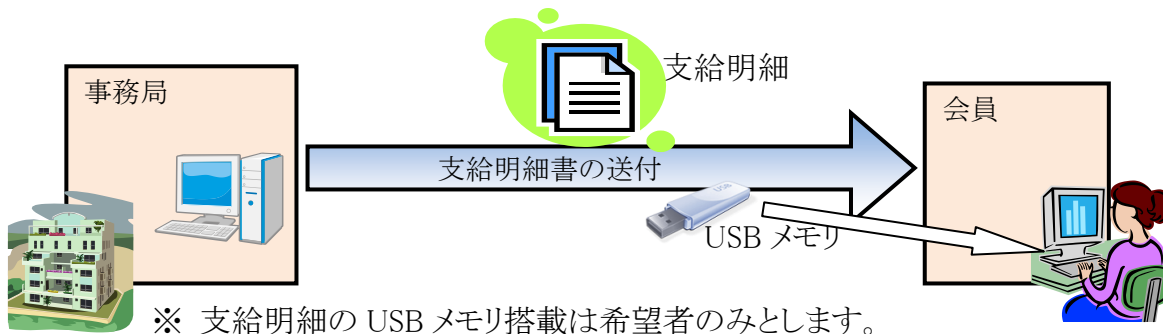 支給明細
事務局
会員
支給明細書の送付
USB
USB メモリ
※ 支給明細の USB メモリ搭載は希望者のみとします。